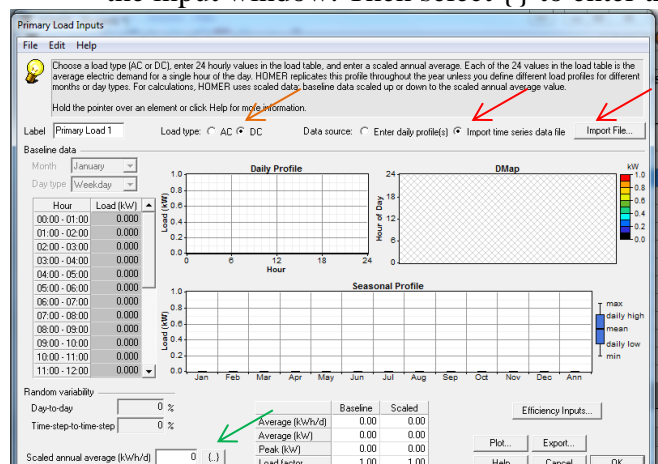 the input window. Then select {} to enter
Primary Load Inputs
File Edit Help
Choose a load type (AC or DC), enter 24 hourly values in the load table, and enter a scaled annual average. Each of the 24 values in the load table is the
average electric demand for a single hour of the day. HOMER replicates this profile throughout the year unless you define different load profiles for different
months or day types. For calculations, HOMER uses scaled data: baseline data scaled up or down to the scaled annual average value.
Hold the pointer over an element or click Help for more information.
Label Primary Load 1 Load type: AC DC Data source: Enter daily profile(s) Import time series data file Import File...
Baseline data
Month January
Day type Weekday
Hour Load (kW)
00:00 - 01:00 0.000
01:00 - 02:00 0.000
02:00 - 03:00 0.000
03:00 - 04:00 0.000
04:00 - 05:00 0.000
05:00 - 06:00 0.000
06:00 - 07:00 0.000
07:00 - 08:00 0.000
08:00 - 09:00 0.000
09:00 - 10:00 0.000
10:00 - 11:00 0.000
11:00 - 12:00 0.000
Daily Profile
Load (kW)
1.0
0.8
0.6
0.4
0.2
0.0
0 6 12 18 24
Hour
DMap
Hour of Day
24
18
12
6
0
kW
1.0
0.8
0.6
0.4
0.2
0.0
Seasonal Profile
Load (kW)
1.0
0.8
0.6
0.4
0.2
0.0
Jan Feb Mar Apr May Jun Jul Aug Sep Oct Nov Dec Ann
max
daily high
mean
daily low
min
Random variability
Day-to-day 0 %
Time-step-to-time-step 0 %
Scaled annual average (kWh/d) 0 {..}
Baseline Scaled
Average (kWh/d) 0.00 0.00
Average (kW) 0.00 0.00
Peak (kW) 0.00 0.00
Load factor 1.00 1.00
Efficiency Inputs...
Plot... Export...
Help Cancel OK